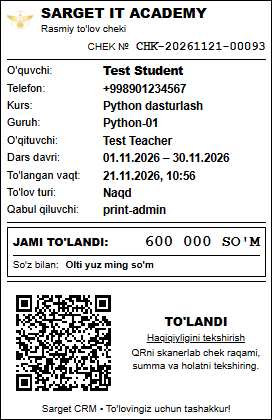 SARGET IT ACADEMY
Rasmiy to'lov cheki
CHEK № CHK-20261121-00093
O'quvchi: Test Student
Telefon: +998901234567
Kurs: Python dasturlash
Guruh: Python-01
O'qituvchi: Test Teacher
Dars davri: 01.11.2026 – 30.11.2026
To'langan vaqt: 21.11.2026, 10:56
To'lov turi: Naqd
Qabul qiluvchi: print-admin
JAMI TO'LANDI: 600 000 SO'M
So'z bilan: Olti yuz ming so'm
TO'LANDI
Haqiqiyligini tekshirish
QRni skanerlab chek raqami,
summa va holatni tekshiring.
Sarget CRM • To'lovingiz uchun tashakkur!